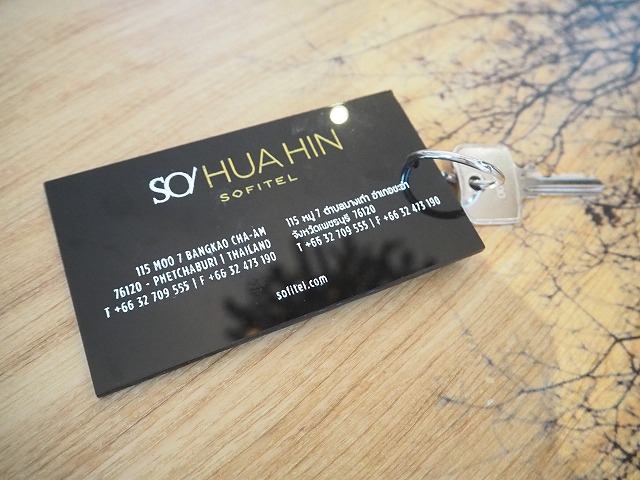 SO/ HUA HIN
SOFITEL
115 MOO 7 BANGKAO CHA-AM
76120 - PHETCHABURI | THAILAND
T +66 32 709 555 | F +66 32 473 190
115 หมู่ 7 ตำบลบางเก่า อำเภอชะอำ
จังหวัดเพชรบุรี 76120
T +66 32 709 555 | F +66 32 473 190
sofitel.com